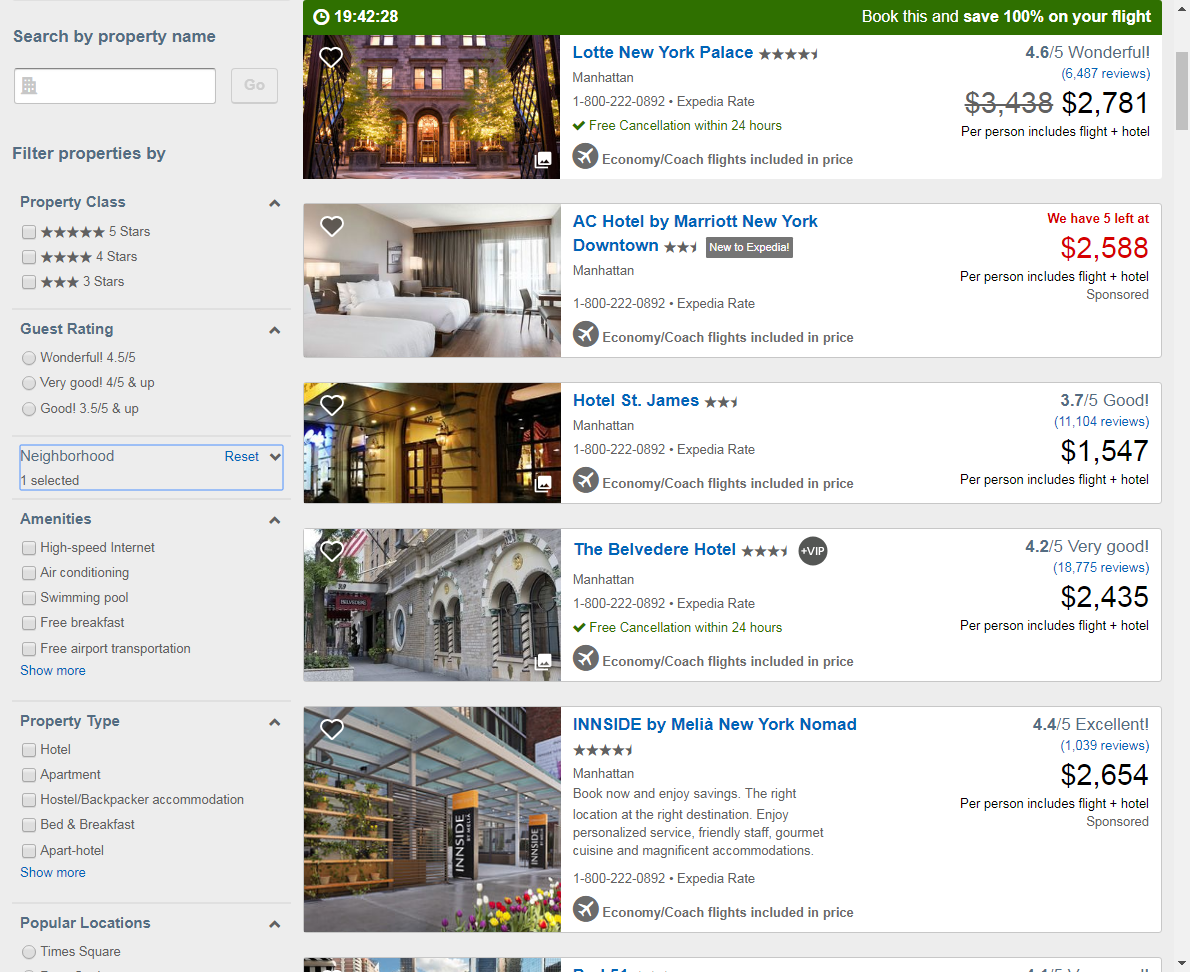 Search by property name
Go
Filter properties by
Property Class
5 Stars
4 Stars
3 Stars
Guest Rating
Wonderful! 4.5/5
Very good! 4/5 & up
Good! 3.5/5 & up
Neighborhood Reset
1 selected
Amenities
High-speed Internet
Air conditioning
Swimming pool
Free breakfast
Free airport transportation
Show more
Property Type
Hotel
Apartment
Hostel/Backpacker accommodation
Bed & Breakfast
Apart-hotel
Show more
Popular Locations
Times Square
19:42:28 Book this and save 100% on your flight
Lotte New York Palace
Manhattan
1-800-222-0892 • Expedia Rate
Free Cancellation within 24 hours
Economy/Coach flights included in price
4.6/5 Wonderful!
(6,487 reviews)
$3,438 $2,781
Per person includes flight + hotel
AC Hotel by Marriott New York
Downtown New to Expedia!
Manhattan
1-800-222-0892 • Expedia Rate
Economy/Coach flights included in price
We have 5 left at
$2,588
Per person includes flight + hotel
Sponsored
Hotel St. James
Manhattan
1-800-222-0892 • Expedia Rate
Economy/Coach flights included in price
3.7/5 Good!
(11,104 reviews)
$1,547
Per person includes flight + hotel
BELVEDERE
The Belvedere Hotel +VIP
Manhattan
1-800-222-0892 • Expedia Rate
Free Cancellation within 24 hours
Economy/Coach flights included in price
4.2/5 Very good!
(18,775 reviews)
$2,435
Per person includes flight + hotel
INNSIDE
BY MELIÁ
INNSIDE
INNSIDE by Melià New York Nomad
Manhattan
Book now and enjoy savings. The right
location at the right destination. Enjoy
personalized service, friendly staff, gourmet
cuisine and magnificent accommodations.
1-800-222-0892 • Expedia Rate
Economy/Coach flights included in price
4.4/5 Excellent!
(1,039 reviews)
$2,654
Per person includes flight + hotel
Sponsored